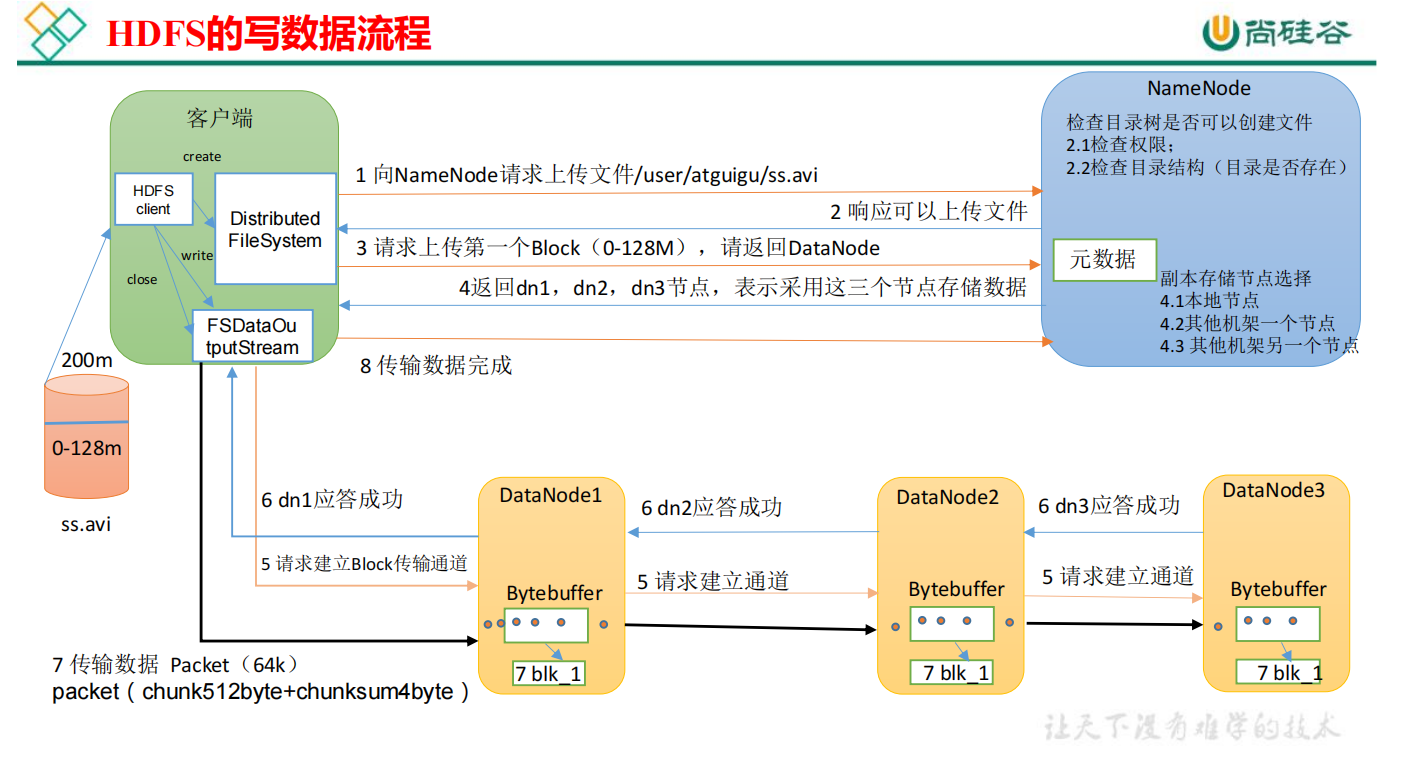 HDFS的写数据流程
尚硅谷
客户端
create
HDFS
client
Distributed
FileSystem
write
close
FSDataOu
tputStream
200m
0-128m
ss.avi
1 向NameNode请求上传文件/user/atguigu/ss.avi
2 响应可以上传文件
3 请求上传第一个Block（0-128M），请返回DataNode
4返回dn1，dn2，dn3节点，表示采用这三个节点存储数据
8 传输数据完成
NameNode
检查目录树是否可以创建文件
2.1检查权限；
2.2检查目录结构（目录是否存在）
元数据
副本存储节点选择
4.1本地节点
4.2其他机架一个节点
4.3 其他机架另一个节点
6 dn1应答成功
5 请求建立Block传输通道
DataNode1
Bytebuffer
7 blk_1
6 dn2应答成功
5 请求建立通道
DataNode2
Bytebuffer
7 blk_1
6 dn3应答成功
5 请求建立通道
DataNode3
Bytebuffer
7 blk_1
7 传输数据 Packet（64k）
packet（chunk512byte+chunksum4byte）
让天下没有难学的技术